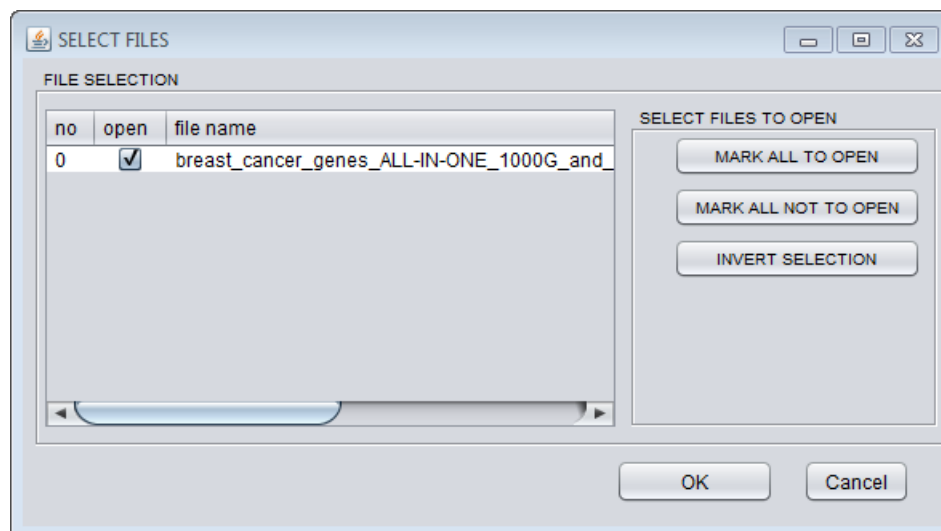 SELECT FILES
FILE SELECTION
no open file name
0 breast_cancer_genes_ALL-IN-ONE_1000G_and_
SELECT FILES TO OPEN
MARK ALL TO OPEN
MARK ALL NOT TO OPEN
INVERT SELECTION
OK Cancel